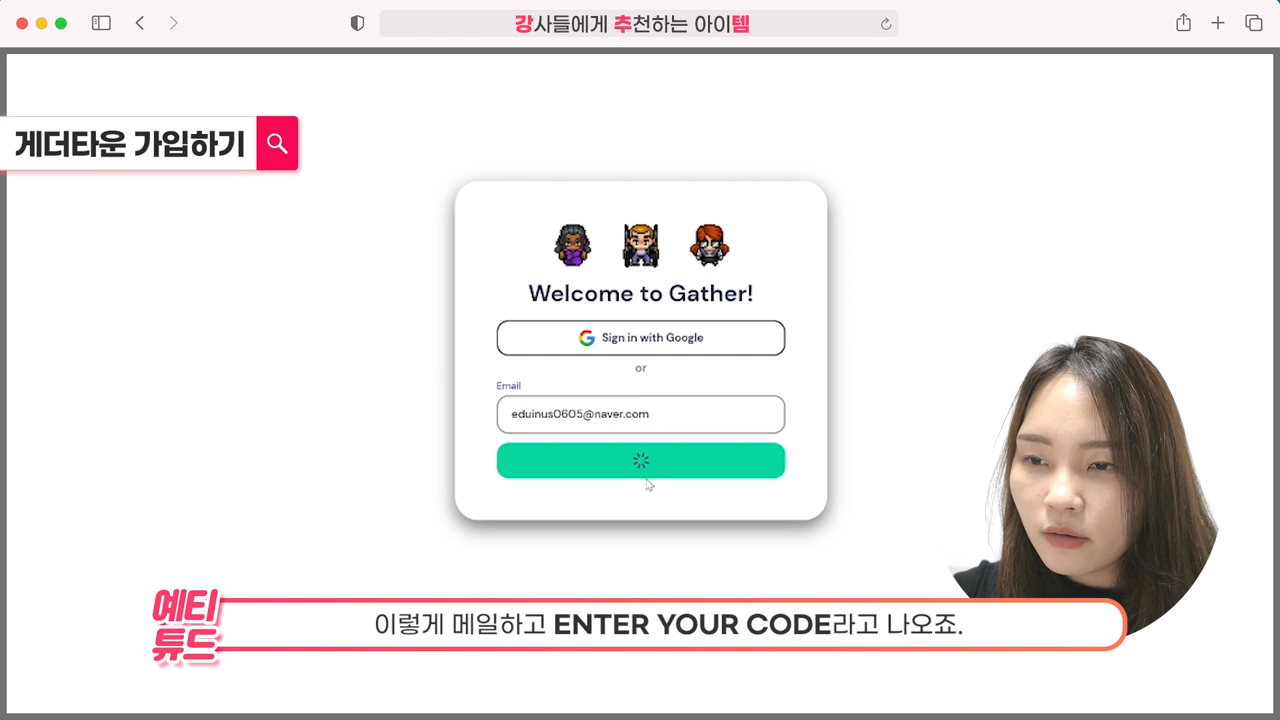 강사들에게 추천하는 아이템
게더타운 가입하기
Welcome to Gather!
Sign in with Google
or
Email
eduinus0605@naver.com
예티
튜드
이렇게 메일하고 ENTER YOUR CODE라고 나오죠.